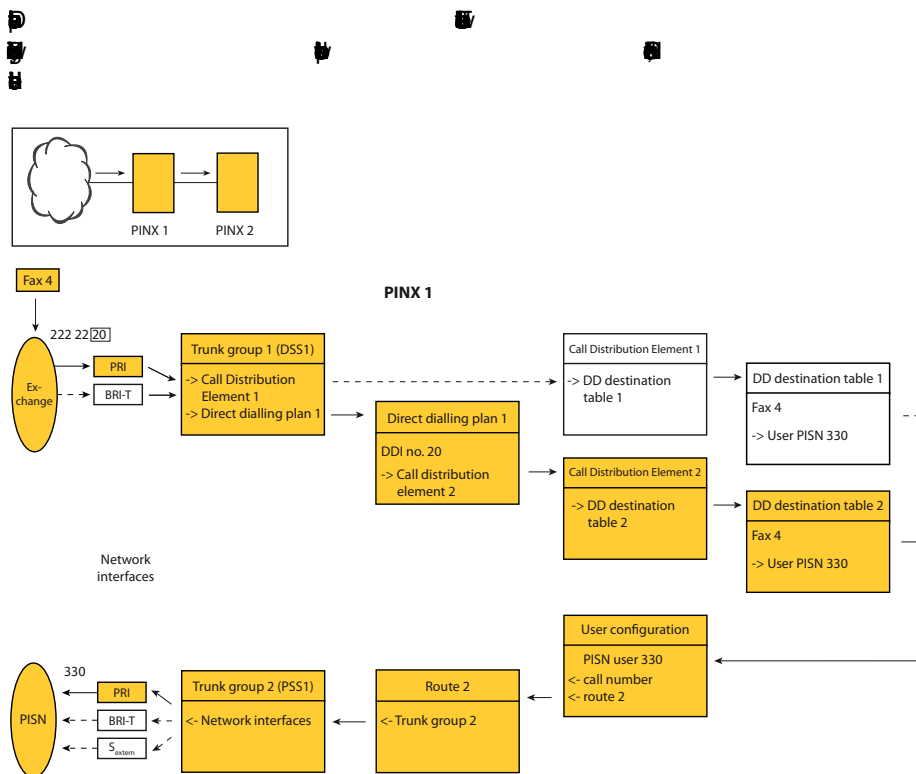 PINX 1
PINX 2
Fax 4
PINX 1
222 22 20
Ex-
change
PRI
BRI-T
Trunk group 1 (DSS1)
-> Call Distribution
Element 1
-> Direct dialling plan 1
Direct dialling plan 1
DDI no. 20
-> Call distribution
element 2
Call Distribution Element 1
-> DD destination
table 1
DD destination table 1
Fax 4
-> User PISN 330
Call Distribution Element 2
-> DD destination
table 2
DD destination table 2
Fax 4
-> User PISN 330
Network
interfaces
User configuration
PISN user 330
<- call number
<- route 2
Route 2
<- Trunk group 2
Trunk group 2 (PSS1)
<- Network interfaces
330
PRI
BRI-T
S extern
PISN